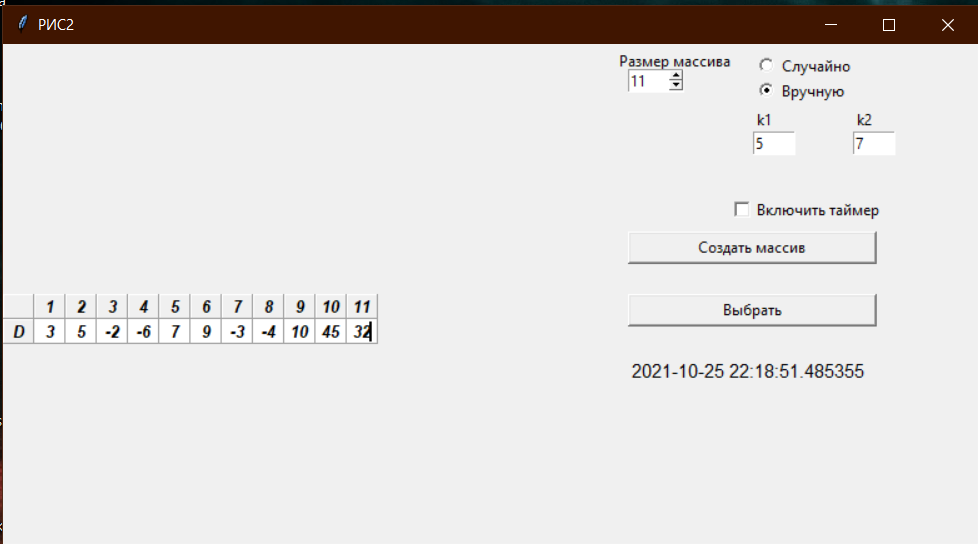 РИС2
Размер массива
11
Случайно
Вручную
k1 k2
5 7
Включить таймер
Создать массив
1 2 3 4 5 6 7 8 9 10 11
D 3 5 -2 -6 7 9 -3 -4 10 45 32
Выбрать
2021-10-25 22:18:51.485355